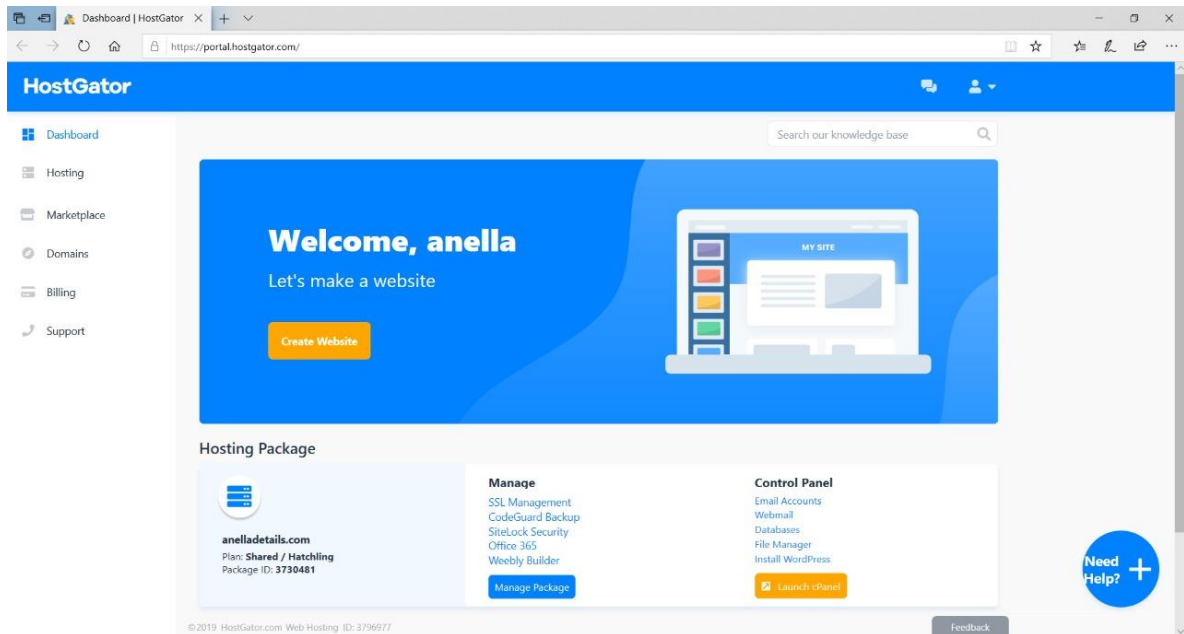 Dashboard | HostGator
https://portal.hostgator.com/
HostGator
Dashboard
Hosting
Marketplace
Domains
Billing
Support
Search our knowledge base
Welcome, anella
Let's make a website
Create Website
MY SITE
Hosting Package
anelladetails.com
Plan: Shared / Hatchling
Package ID: 3730481
Manage
SSL Management
CodeGuard Backup
SiteLock Security
Office 365
Weebly Builder
Manage Package
Control Panel
Email Accounts
Webmail
Databases
File Manager
Install WordPress
Launch cPanel
Need
Help?
©2019 HostGator.com Web Hosting ID: 3796977
Feedback